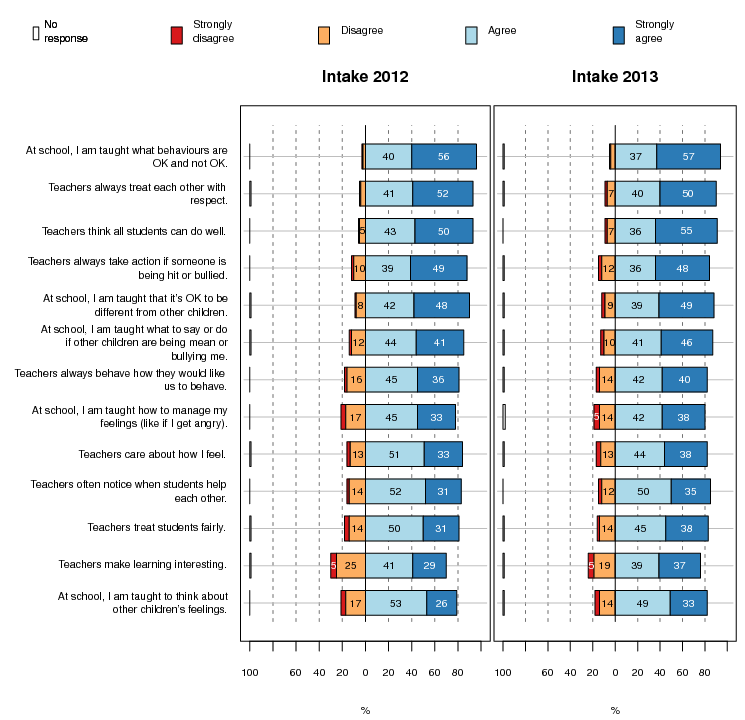 No
response
Strongly
disagree
Disagree
Agree
Strongly
agree
Intake 2012
Intake 2013
At school, I am taught what behaviours are
OK and not OK.
40 56
37 57
Teachers always treat each other with
respect.
41 52
7 40 50
Teachers think all students can do well.
5 43 50
7 36 55
Teachers always take action if someone is
being hit or bullied.
10 39 49
12 36 48
At school, I am taught that it's OK to be
different from other children.
8 42 48
9 39 49
At school, I am taught what to say or do
if other children are being mean or
bullying me.
12 44 41
10 41 46
Teachers always behave how they would like
us to behave.
16 45 36
14 42 40
At school, I am taught how to manage my
feelings (like if I get angry).
17 45 33
5 14 42 38
Teachers care about how I feel.
13 51 33
13 44 38
Teachers often notice when students help
each other.
14 52 31
12 50 35
Teachers treat students fairly.
14 50 31
14 45 38
Teachers make learning interesting.
5 25 41 29
5 19 39 37
At school, I am taught to think about
other children's feelings.
17 53 26
14 49 33
100 60 40 20 0 20 40 60 80
100 60 40 20 0 20 40 60 80
%
%